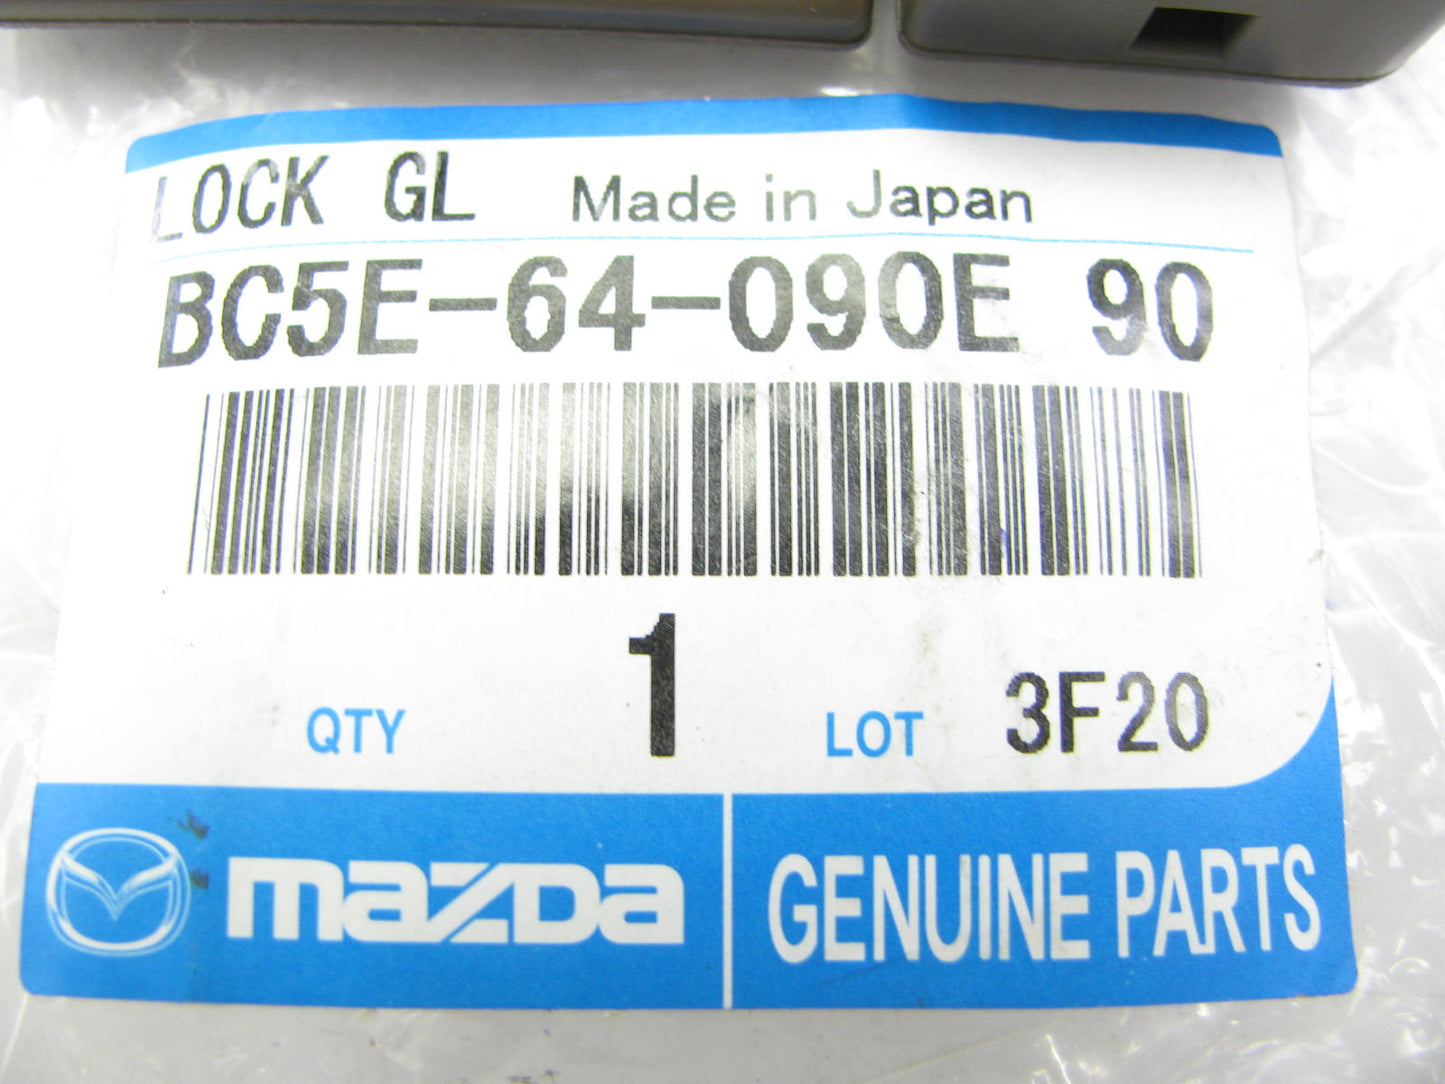 LOCK GL Made in Japan
BC5E-64-090E 90
QTY 1 LOT 3F20
mazda GENUINE PARTS